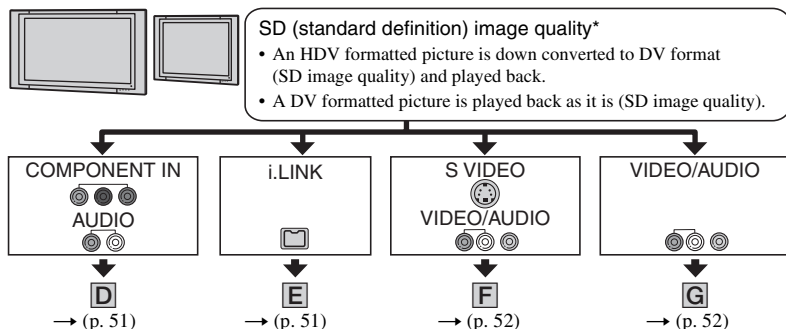 SD (standard definition) image quality*
• An HDV formatted picture is down converted to DV format
(SD image quality) and played back.
• A DV formatted picture is played back as it is (SD image quality).
COMPONENT IN
AUDIO
D
→ (p. 51)
i.LINK
E
→ (p. 51)
S VIDEO
VIDEO/AUDIO
F
→ (p. 52)
VIDEO/AUDIO
G
→ (p. 52)